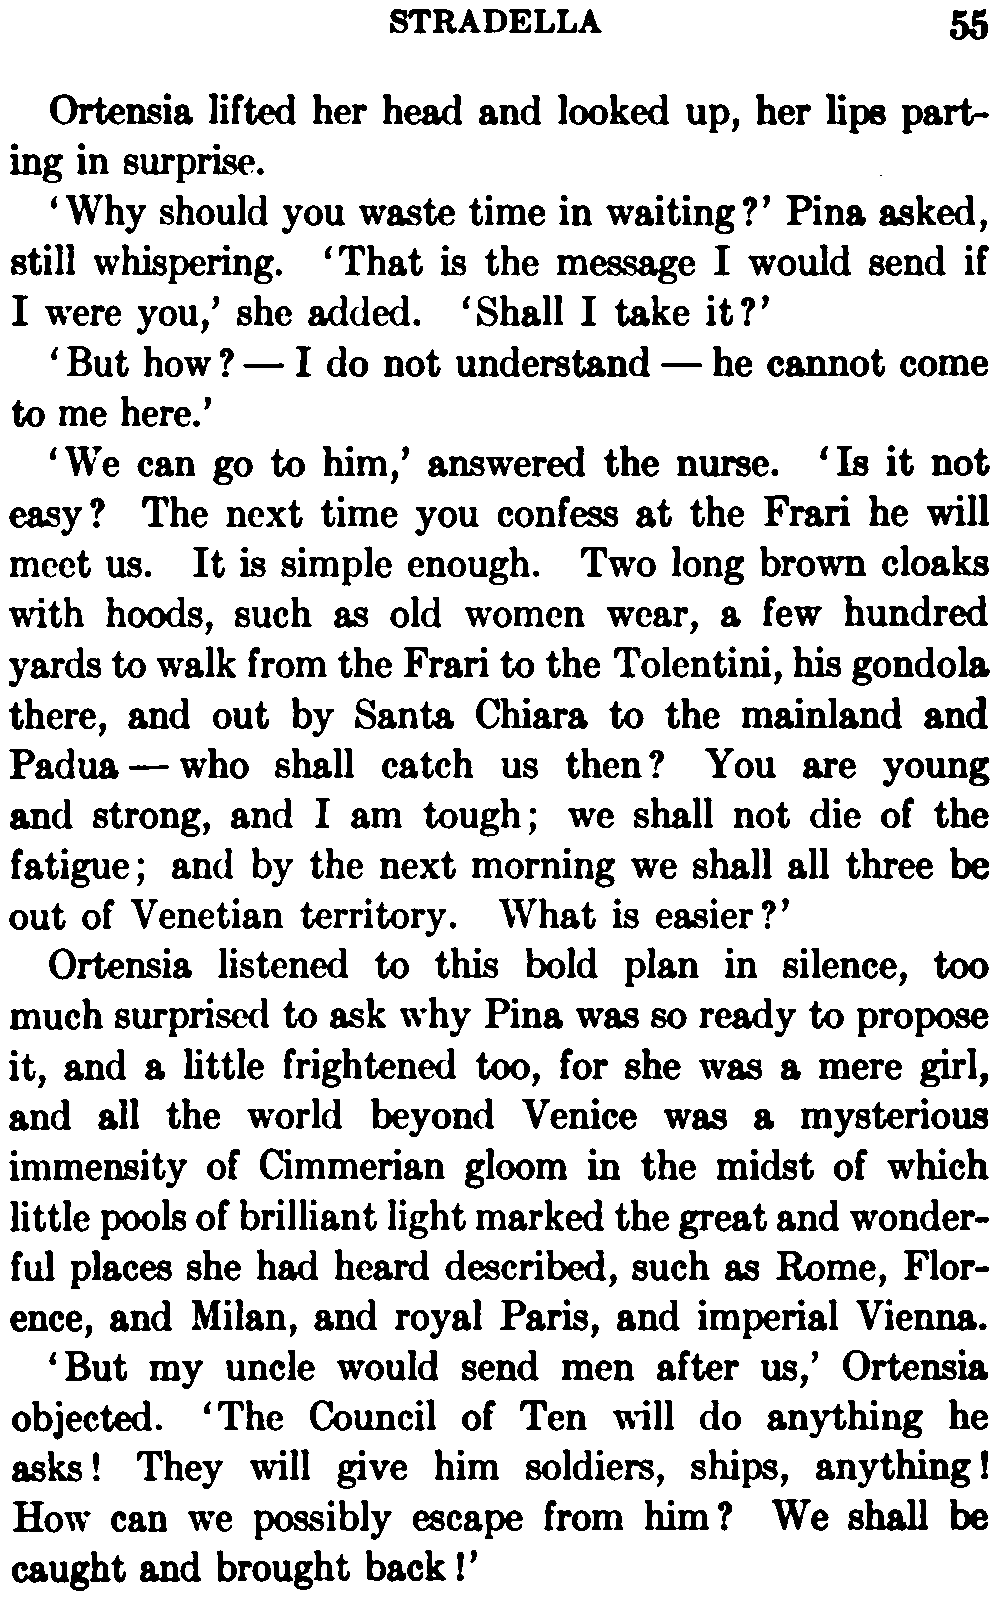 STRADELLA 55
Ortensia lifted her head and looked up, her lips part-
ing in surprise.
‘Why should you waste time in waiting?’ Pina asked,
still whispering. ‘That is the message I would send if
I were you,’ she added. ‘Shall I take it?’
‘But how? — I do not understand — he cannot come
to me here.’
‘We can go to him,’ answered the nurse. ‘Is it not
easy? The next time you confess at the Frari he will
meet us. It is simple enough. Two long brown cloaks
with hoods, such as old women wear, a few hundred
yards to walk from the Frari to the Tolentini, his gondola
there, and out by Santa Chiara to the mainland and
Padua — who shall catch us then? You are young
and strong, and I am tough; we shall not die of the
fatigue; and by the next morning we shall all three be
out of Venetian territory. What is easier?’
Ortensia listened to this bold plan in silence, too
much surprised to ask why Pina was so ready to propose
it, and a little frightened too, for she was a mere girl,
and all the world beyond Venice was a mysterious
immensity of Cimmerian gloom in the midst of which
little pools of brilliant light marked the great and wonder-
ful places she had heard described, such as Rome, Flor-
ence, and Milan, and royal Paris, and imperial Vienna.
‘But my uncle would send men after us,’ Ortensia
objected. ‘The Council of Ten will do anything he
asks! They will give him soldiers, ships, anything!
How can we possibly escape from him? We shall be
caught and brought back!’